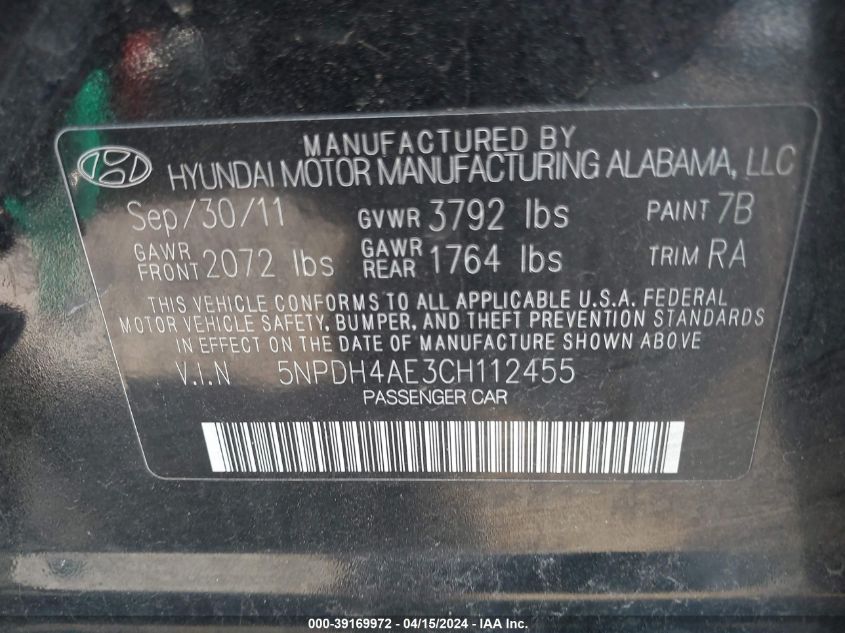 MANUFACTURED BY
HYUNDAI MOTOR MANUFACTURING ALABAMA, LLC
Sep/30/11 GVWR 3792 lbs PAINT 7B
GAWR FRONT 2072 lbs GAWR REAR 1764 lbs TRIM RA
THIS VEHICLE CONFORMS TO ALL APPLICABLE U.S.A. FEDERAL
MOTOR VEHICLE SAFETY, BUMPER, AND THEFT PREVENTION STANDARDS
IN EFFECT ON THE DATE OF MANUFACTURE SHOWN ABOVE.
V.I.N 5NPDH4AE3CH112455
PASSENGER CAR
000-39169972 - 04/15/2024 - IAA Inc.